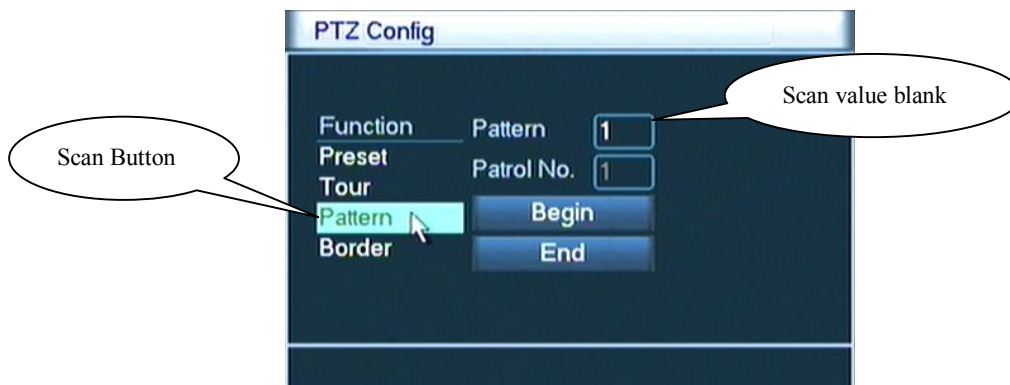 PTZ Config
Scan value blank
Function Pattern 1
Scan Button
Preset
Patrol No. 1
Tour
Pattern Begin
Border End